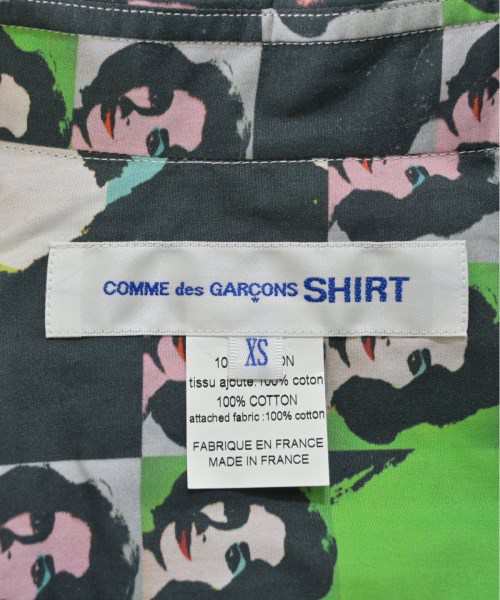 COMME des GARÇONS SHIRT
XS
tissu ajoute:100% coton
100% COTTON
attached fabric :100% cotton
FABRIQUE EN FRANCE
MADE IN FRANCE